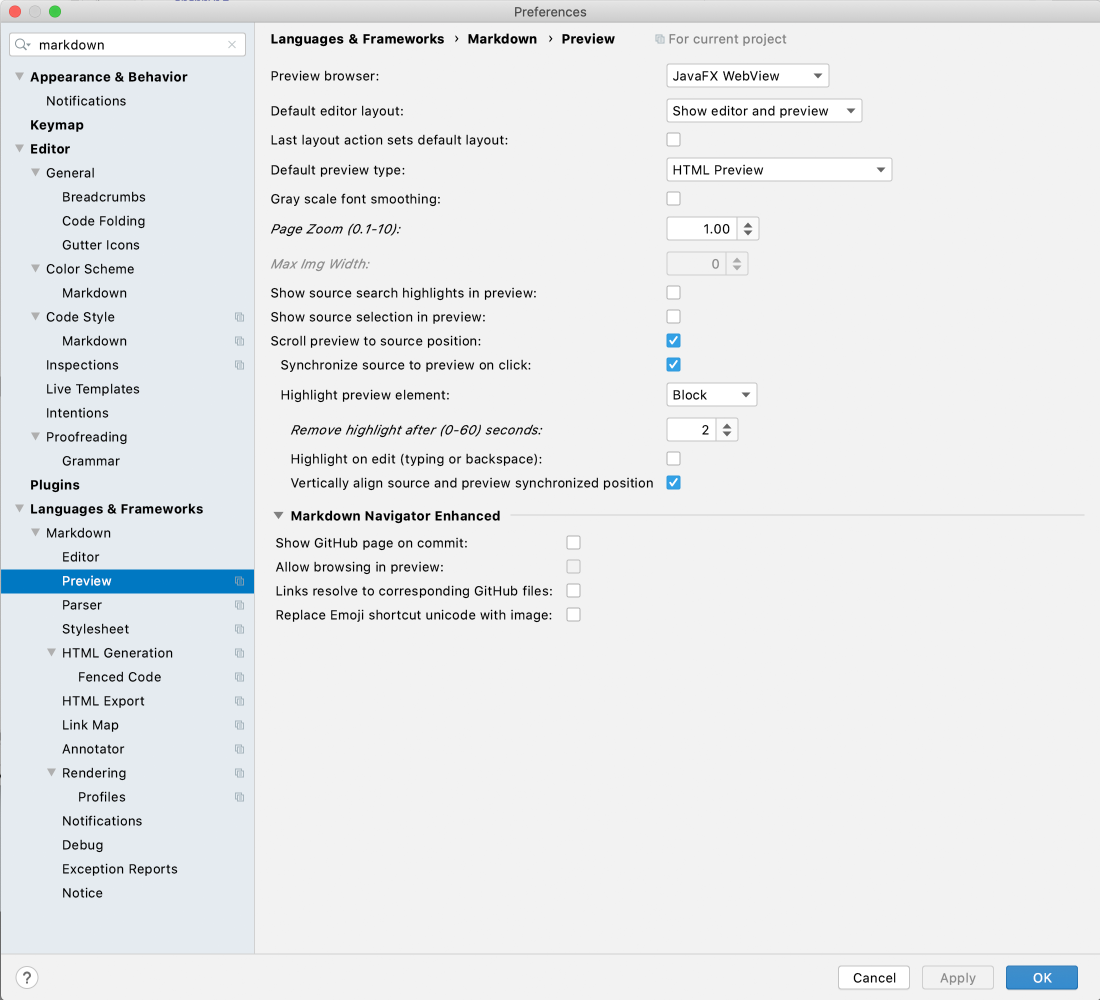 Preferences
markdown
Appearance & Behavior
Notifications
Keymap
Editor
General
Breadcrumbs
Code Folding
Gutter Icons
Color Scheme
Markdown
Code Style
Markdown
Inspections
Live Templates
Intentions
Proofreading
Grammar
Plugins
Languages & Frameworks
Markdown
Editor
Preview
Parser
Stylesheet
HTML Generation
Fenced Code
HTML Export
Link Map
Annotator
Rendering
Profiles
Notifications
Debug
Exception Reports
Notice
Languages & Frameworks › Markdown › Preview For current project
Preview browser: JavaFX WebView
Default editor layout: Show editor and preview
Last layout action sets default layout:
Default preview type: HTML Preview
Gray scale font smoothing:
Page Zoom (0.1-10): 1.00
Max Img Width: 0
Show source search highlights in preview:
Show source selection in preview:
Scroll preview to source position:
Synchronize source to preview on click:
Highlight preview element: Block
Remove highlight after (0-60) seconds: 2
Highlight on edit (typing or backspace):
Vertically align source and preview synchronized position
Markdown Navigator Enhanced
Show GitHub page on commit:
Allow browsing in preview:
Links resolve to corresponding GitHub files:
Replace Emoji shortcut unicode with image:
? Cancel Apply OK